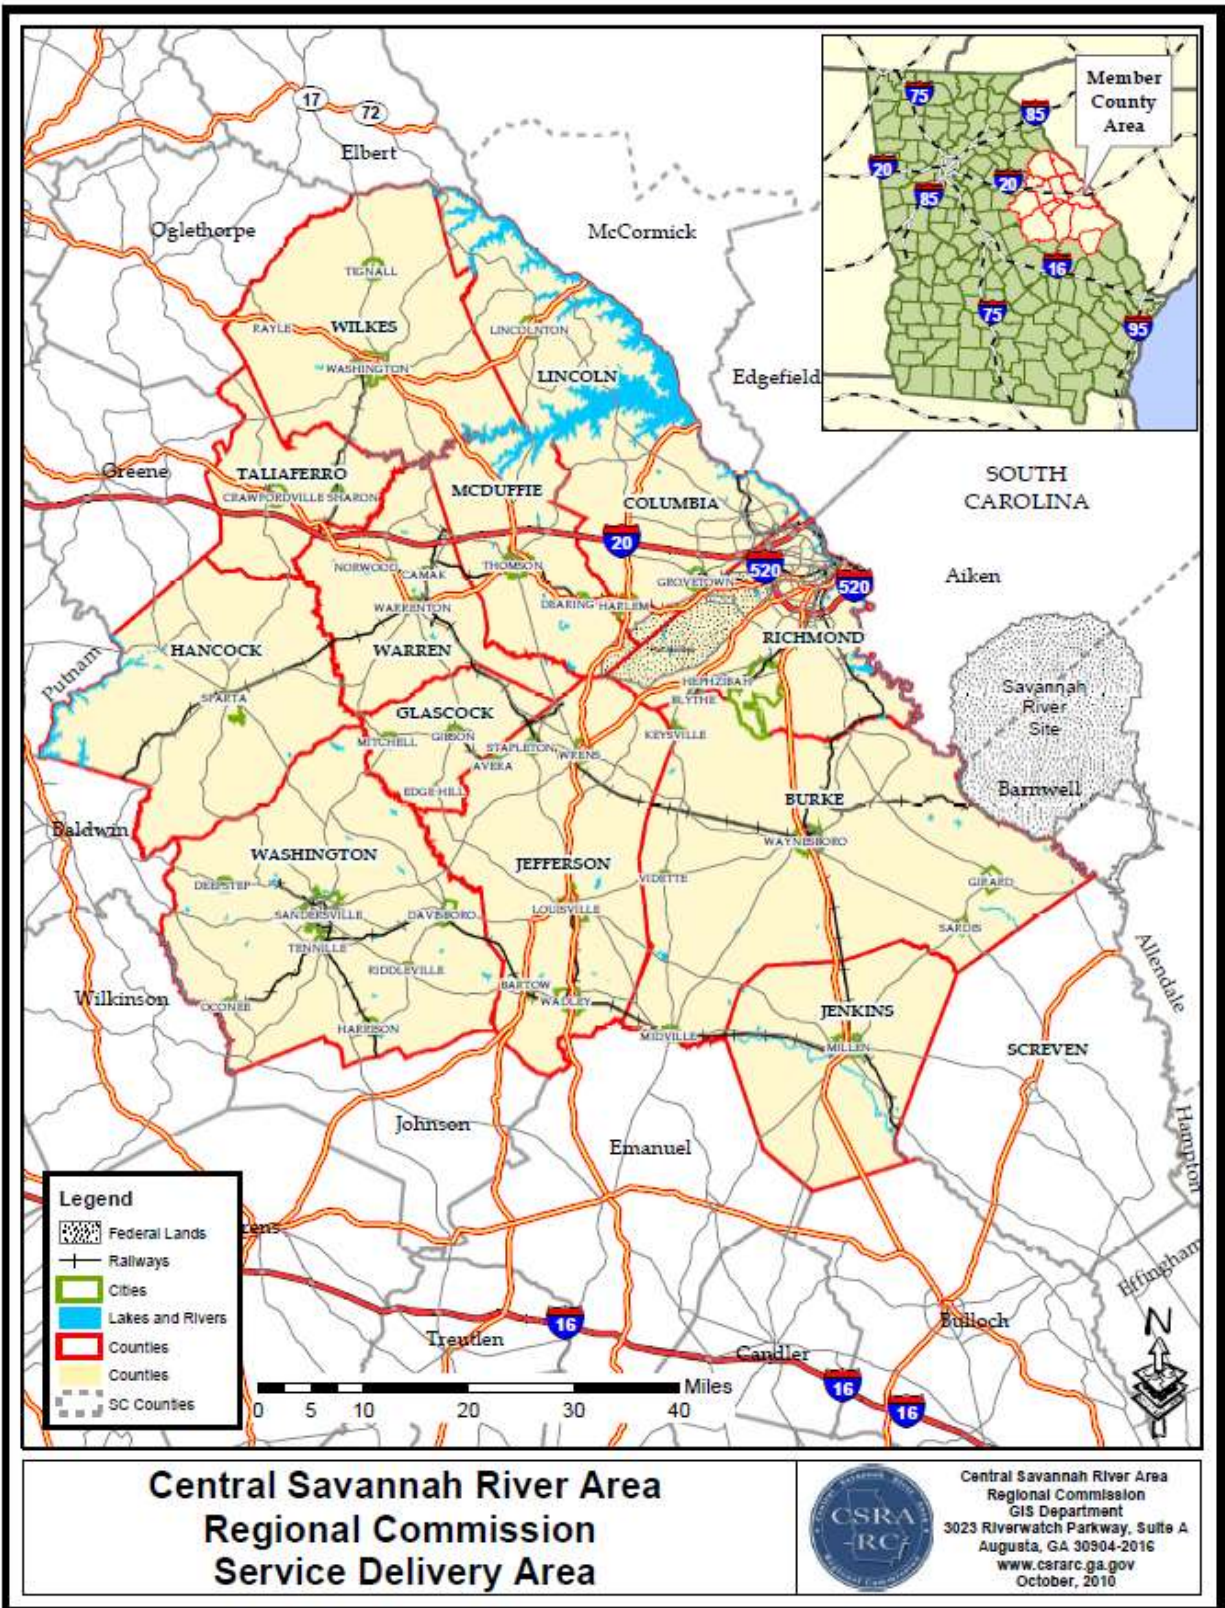 17
72
Elbert
Oglethorpe
McCormick
Edgefield
Member
County
Area
75
85
20
20
85
16
75
95
TIGNALL
RAYLE
WILKES
LINCOLNTON
WASHINGTON
LINCOLN
Greene
TALIAFERRO
CRAWFORDVILLE
SHARON
MCDUFFIE
COLUMBIA
SOUTH
CAROLINA
20
520
520
NORWOOD
CAMAK
THOMSON
GROVETOWN
Aiken
WARRENTON
DEARING
HARLEM
HANCOCK
WARREN
RICHMOND
Putnam
SPARTA
HEPHZIBAH
BLYTHE
Savannah
River
Site
GLASCOCK
MITCHELL
GIBSON
STAPLETON
WRENS
KEYSVILLE
AVERA
EDGE HILL
BURKE
Barnwell
Baldwin
WAYNESBORO
WASHINGTON
JEFFERSON
DEEPSTEP
VIDETTE
GIRARD
SANDERSVILLE
DAVISBORO
LOUISVILLE
SARDIS
TENNILLE
RIDDLEVILLE
Allendale
Wilkinson
OCONEE
BARTOW
WADLEY
JENKINS
HARRISON
MIDVILLE
MILLEN
SCREVEN
Johnson
Emanuel
Hampton
Legend
Federal Lands
Railways
Cities
Lakes and Rivers
Counties
Counties
SC Counties
rens
Effingham
Bulloch
16
Treutlen
Candler
16
16
N
Miles
0 5 10 20 30 40
Central Savannah River Area
Regional Commission
Service Delivery Area
CSRA
RC
Central Savannah River Area
Regional Commission
GIS Department
3023 Riverwatch Parkway, Suite A
Augusta, GA 30904-2016
www.csrarc.ga.gov
October, 2010